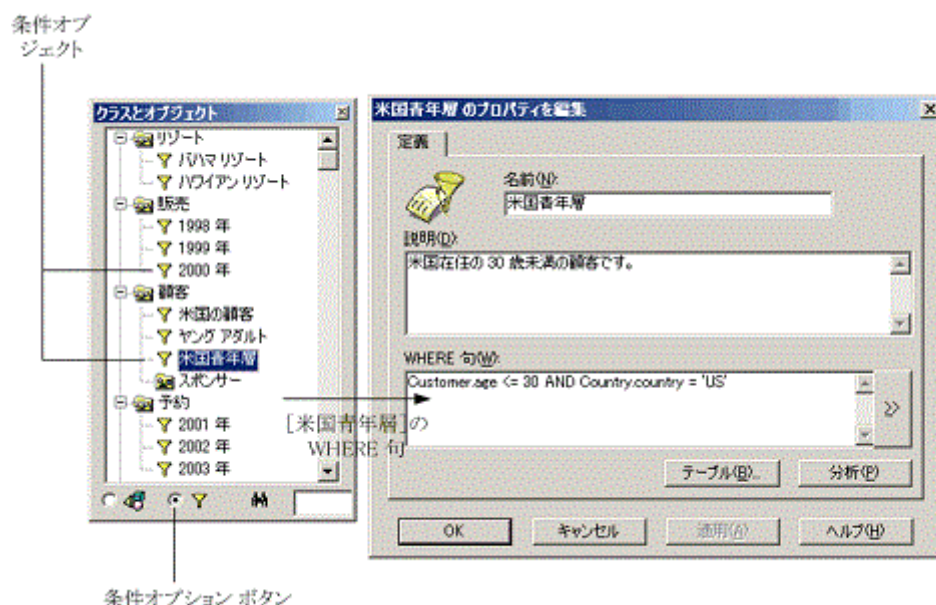 条件オブ
ジェクト
クラスとオブジェクト
リゾート
バハマ リゾート
ハワイアン リゾート
販売
1998 年
1999 年
2000 年
顧客
米国の顧客
ヤング アダルト
米国青年層
スポンサー
予約
2001 年
2002 年
2003 年
条件オプション ボタン
[米国青年層]の
WHERE 句
米国青年層 のプロパティを編集
定義
名前(N):
米国青年層
説明(D):
米国在住の 30 歳未満の顧客です。
WHERE 句(W):
Customer.age <= 30 AND Country.country = 'US'
>>
テーブル(B)...
分析(P)
OK
キャンセル
適用(A)
ヘルプ(H)